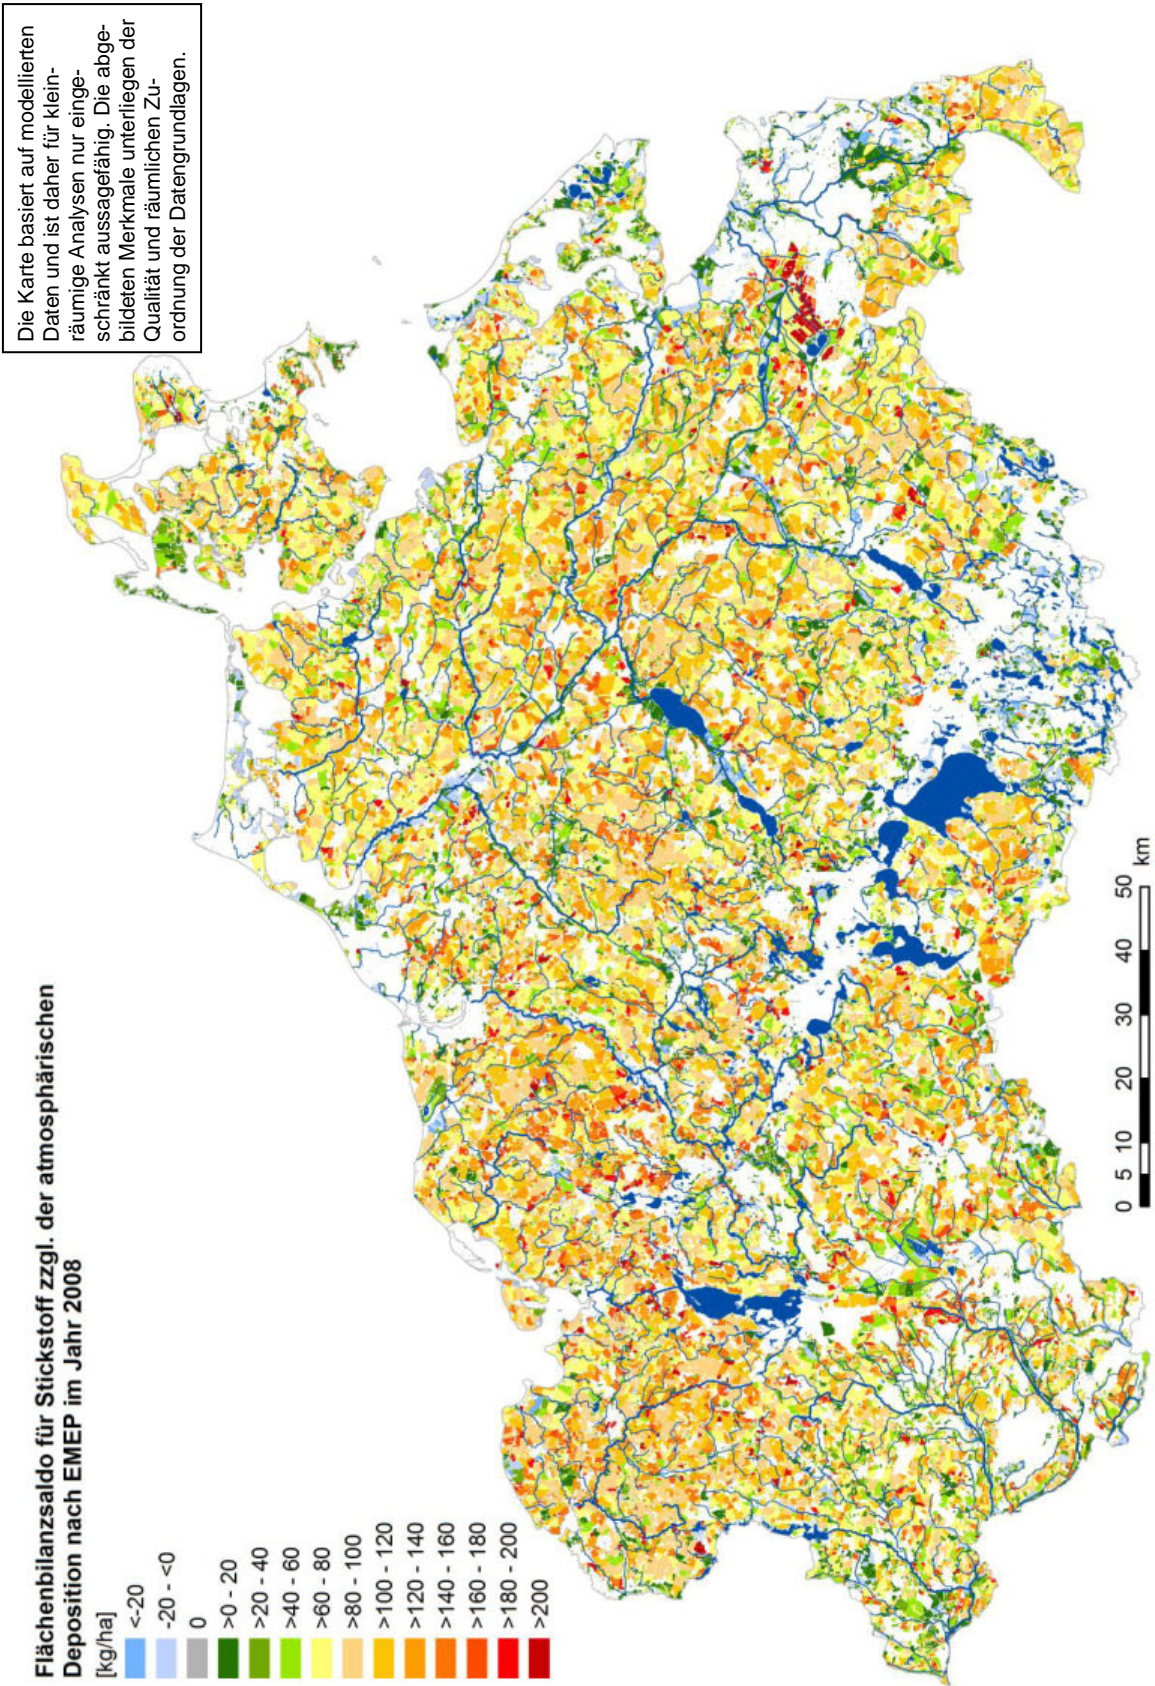 Flächenbilanzsaldo für Stickstoff zzgl. der atmosphärischen
Deposition nach EMEP im Jahr 2008
[kg/ha]
<-20
-20 - <0
0
>0 - 20
>20 - 40
>40 - 60
>60 - 80
>80 - 100
>100 - 120
>120 - 140
>140 - 160
>160 - 180
>180 - 200
>200
Die Karte basiert auf modellierten
Daten und ist daher für klein-
räumige Analysen nur einge-
schränkt aussagefähig. Die abge-
bildeten Merkmale unterliegen der
Qualität und räumlichen Zu-
ordnung der Datengrundlagen.
0 5 10 20 30 40 50
km